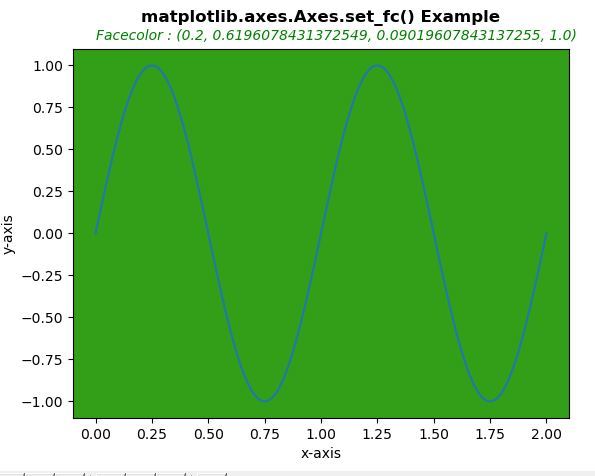 matplotlib.axes.Axes.set_fc() Example
Facecolor : (0.2, 0.6196078431372549, 0.09019607843137255, 1.0)
1.00
0.75
0.50
0.25
0.00
−0.25
−0.50
−0.75
−1.00
y-axis
0.00 0.25 0.50 0.75 1.00 1.25 1.50 1.75 2.00
x-axis